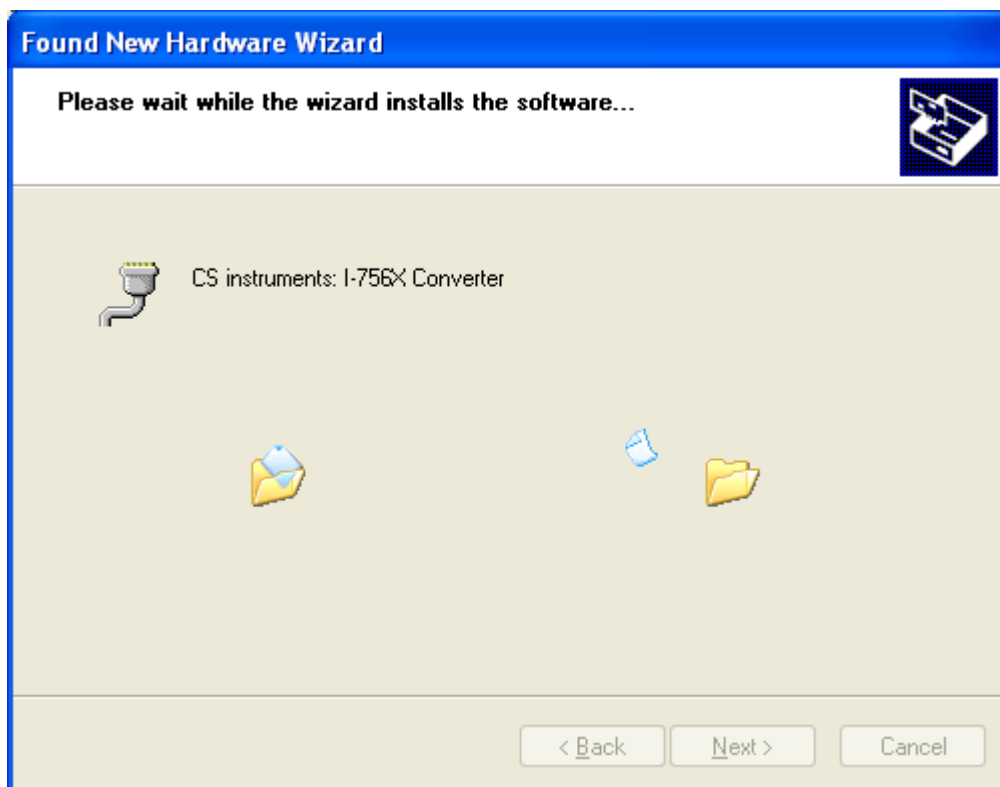 Found New Hardware Wizard
Please wait while the wizard installs the software...
CS instruments: I-756X Converter
< Back
Next >
Cancel